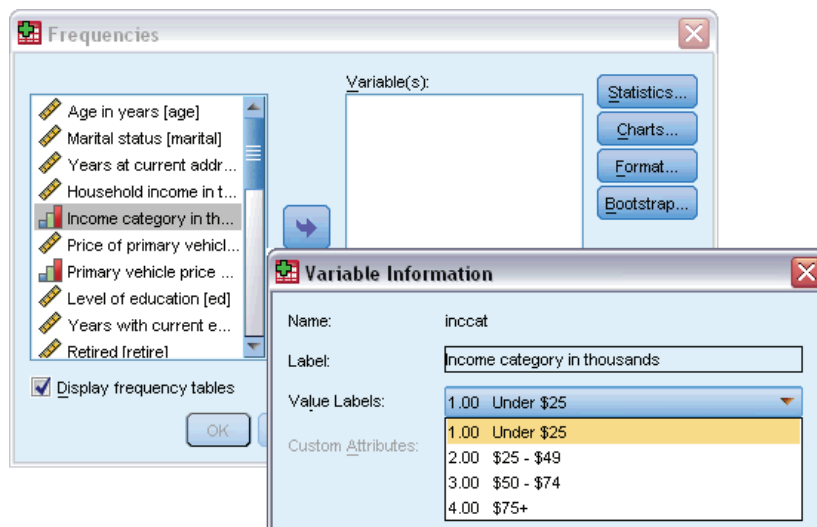 Frequencies
Variable(s):
Age in years [age]
Marital status [marital]
Years at current addr...
Household income in t...
Income category in th...
Price of primary vehicl...
Primary vehicle price ...
Level of education [ed]
Years with current e...
Retired [retire]
Statistics...
Charts...
Format...
Bootstrap...
Display frequency tables
OK
Variable Information
Name: inccat
Label: Income category in thousands
Value Labels: 1.00 Under $25
Custom Attributes:
1.00 Under $25
2.00 $25 - $49
3.00 $50 - $74
4.00 $75+